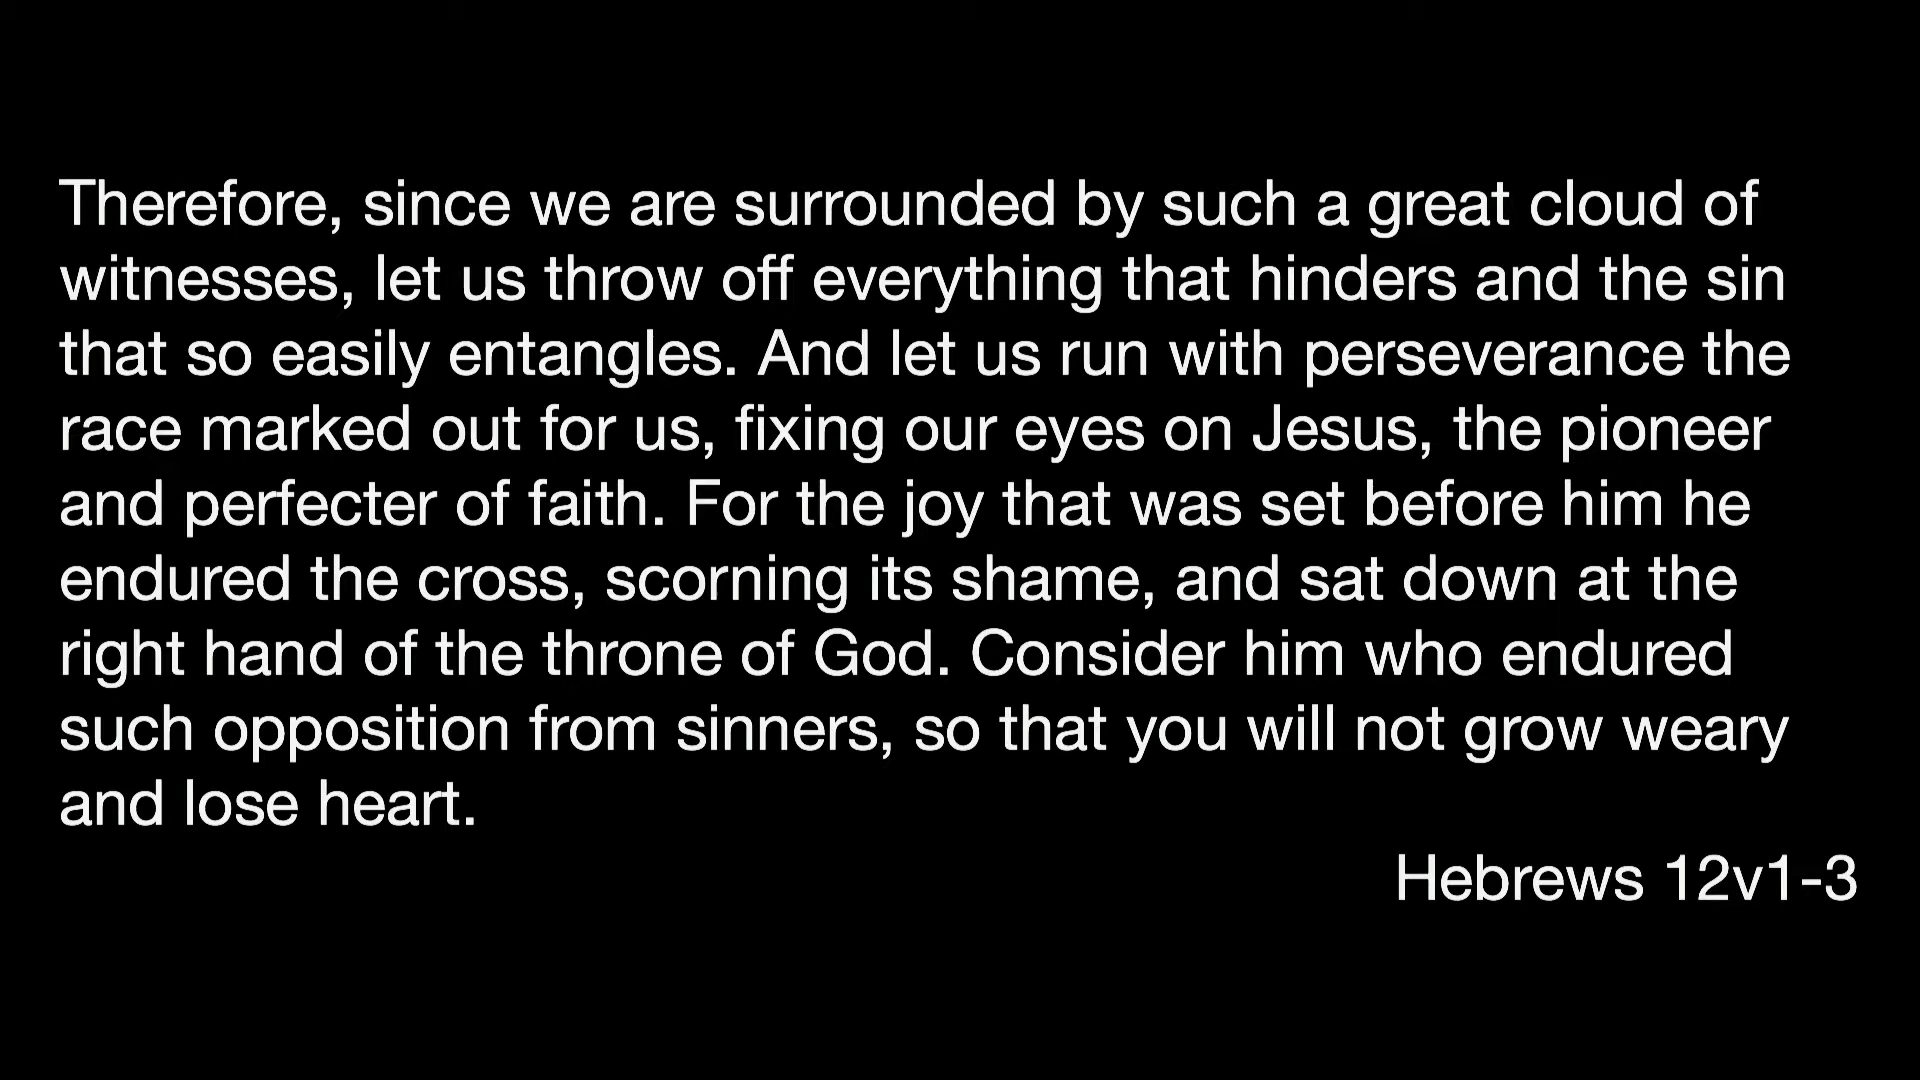 Therefore, since we are surrounded by such a great cloud of
witnesses, let us throw off everything that hinders and the sin
that so easily entangles. And let us run with perseverance the
race marked out for us, fixing our eyes on Jesus, the pioneer
and perfecter of faith. For the joy that was set before him he
endured the cross, scorning its shame, and sat down at the
right hand of the throne of God. Consider him who endured
such opposition from sinners, so that you will not grow weary
and lose heart.
Hebrews 12v1-3